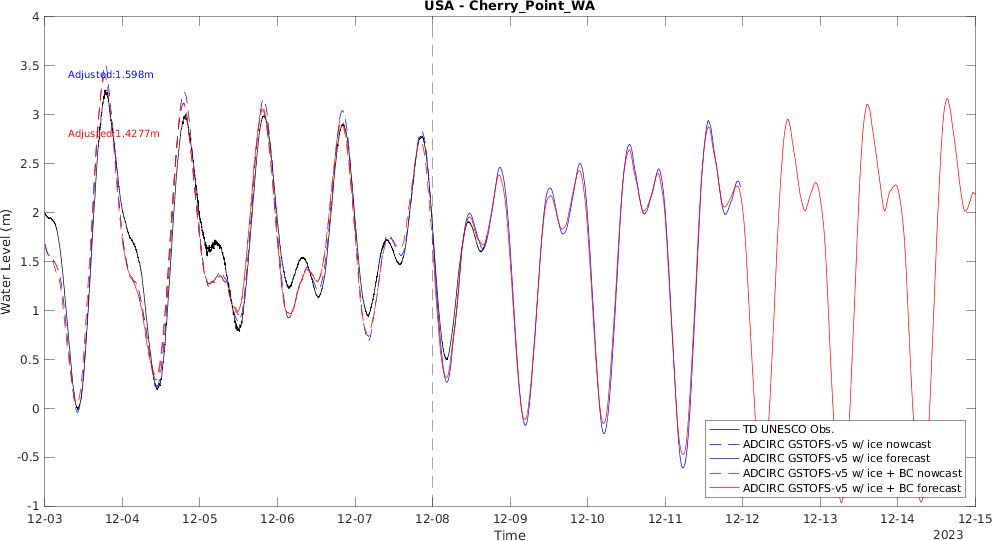 USA - Cherry_Point_WA
4
3.5
3
2.5
2
1.5
1
0.5
0
-0.5
-1
Water Level (m)
Adjusted:1.598m
Adjusted:1.4277m
TD UNESCO Obs.
ADCIRC GSTOFS-v5 w/ ice nowcast
ADCIRC GSTOFS-v5 w/ ice forecast
ADCIRC GSTOFS-v5 w/ ice + BC nowcast
ADCIRC GSTOFS-v5 w/ ice + BC forecast
12-03 12-04 12-05 12-06 12-07 12-08 12-09 12-10 12-11 12-12 12-13 12-14 12-15
Time
2023